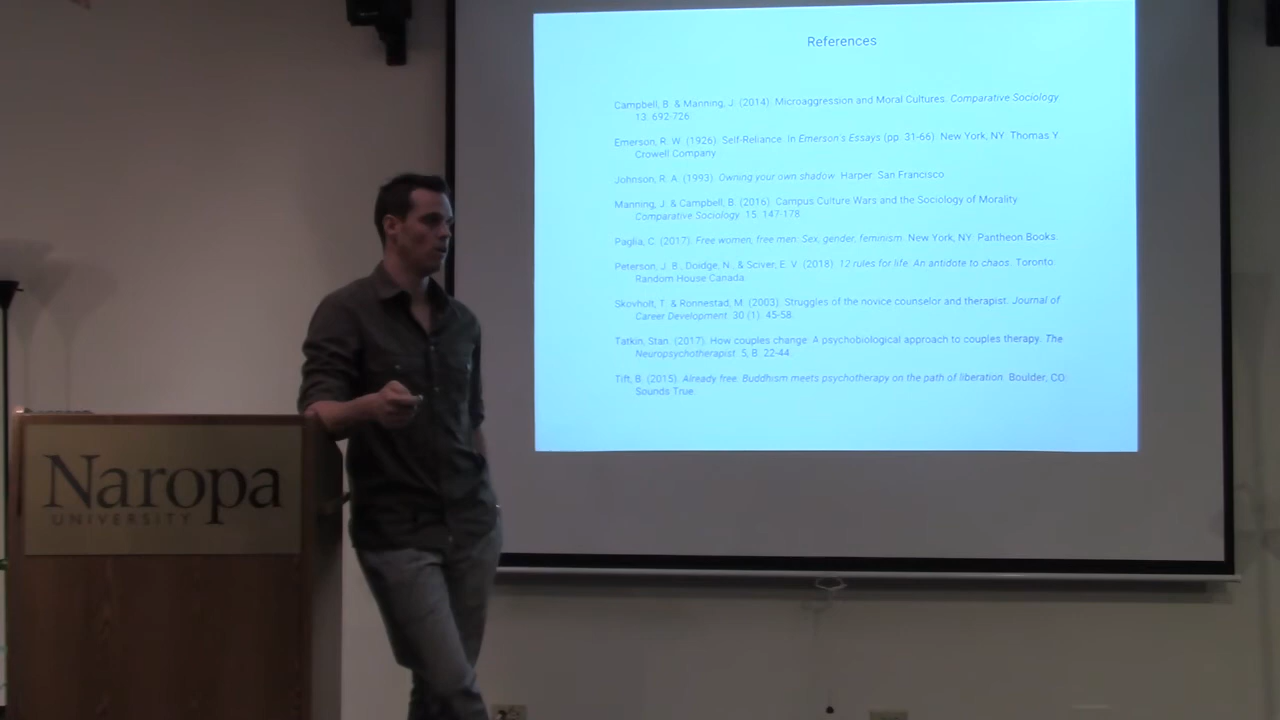 References
Campbell, B. & Manning, J. (2014). Microaggression and Moral Cultures. Comparative Sociology.
13: 692-726.
Emerson, R. W. (1926). Self-Reliance. In Emerson's Essays (pp. 31-66). New York, NY: Thomas Y.
Crowell Company.
Johnson, R. A. (1993). Owning your own shadow. Harper: San Francisco.
Manning, J. & Campbell, B. (2016). Campus Culture Wars and the Sociology of Morality.
Comparative Sociology. 15: 147-178.
Paglia, C. (2017). Free women, free men: Sex, gender, feminism. New York, NY: Pantheon Books.
Peterson, J. B., Doidge, N., & Sciver, E. V. (2018). 12 rules for life: An antidote to chaos. Toronto:
Random House Canada.
Skovholt, T. & Ronnestad, M. (2003). Struggles of the novice counselor and therapist. Journal of
Career Development. 30 (1). 45-58.
Tatkin, Stan. (2017). How couples change: A psychobiological approach to couples therapy. The
Neuropsychotherapist. 5, 8. 22-44.
Tift, B. (2015). Already free: Buddhism meets psychotherapy on the path of liberation. Boulder, CO:
Sounds True.
Naropa
UNIVERSITY